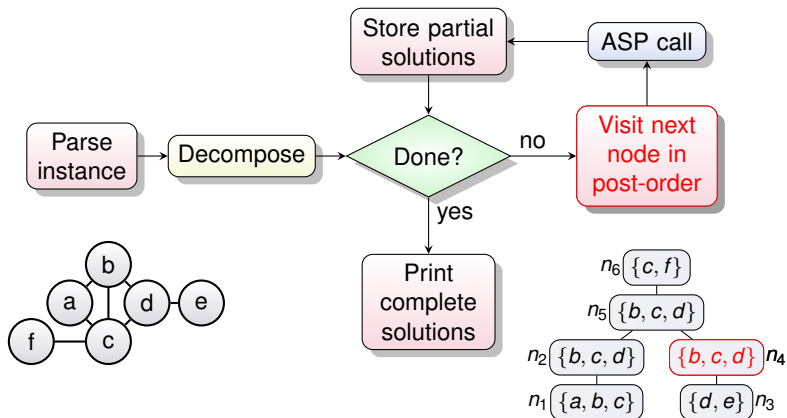 Store partial
solutions
ASP call
Parse
instance
Decompose
Done?
no
Visit next
node in
post-order
yes
Print
complete
solutions
b
a
d
e
f
c
n6 {c, f}
n5 {b, c, d}
n2 {b, c, d}
{b, c, d} n4
n1 {a, b, c}
{d, e} n3